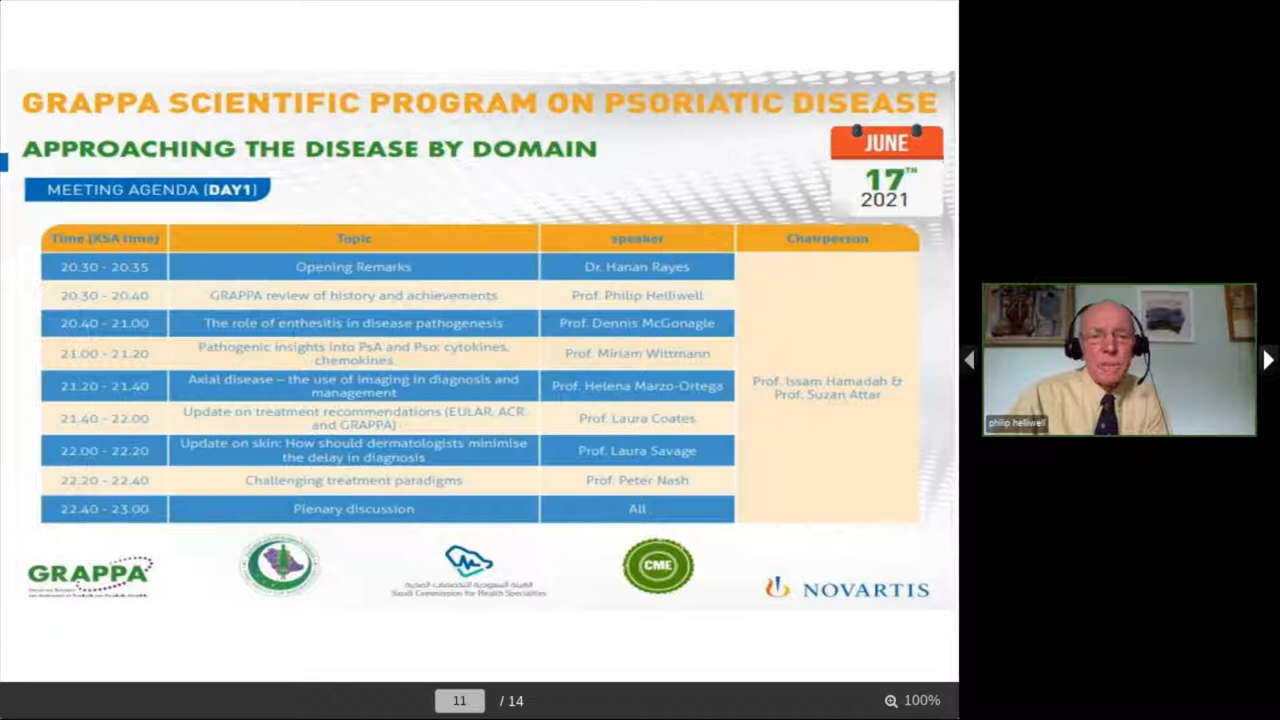 GRAPPA SCIENTIFIC PROGRAM ON PSORIATIC DISEASE
APPROACHING THE DISEASE BY DOMAIN
JUNE
17TH
2021
MEETING AGENDA (DAY1)
Time (KSA time) Topic speaker Chairperson
20.30 - 20.35 Opening Remarks Dr. Hanan Rayes
20.30 - 20.40 GRAPPA review of history and achievements Prof. Philip Helliwell
20.40 - 21.00 The role of enthesitis in disease pathogenesis Prof. Dennis McGonagle
21.00 - 21.20 Pathogenic insights into PsA and Pso: cytokines,
chemokines Prof. Miriam Wittmann
21.20 - 21.40 Axial disease – the use of imaging in diagnosis and
management Prof. Helena Marzo-Ortega
Prof. Issam Hamadah &
Prof. Suzan Attar
21.40 - 22.00 Update on treatment recommendations (EULAR, ACR
and GRAPPA) Prof. Laura Coates
22.00 - 22.20 Update on skin: How should dermatologists minimise
the delay in diagnosis Prof. Laura Savage
22.20 - 22.40 Challenging treatment paradigms Prof. Peter Nash
22.40 - 23.00 Plenary discussion All
GRAPPA
الهيئة السعودية للتخصصات الصحية
Saudi Commission for Health Specialties
CME
NOVARTIS
philip helliwell
11 / 14
100%